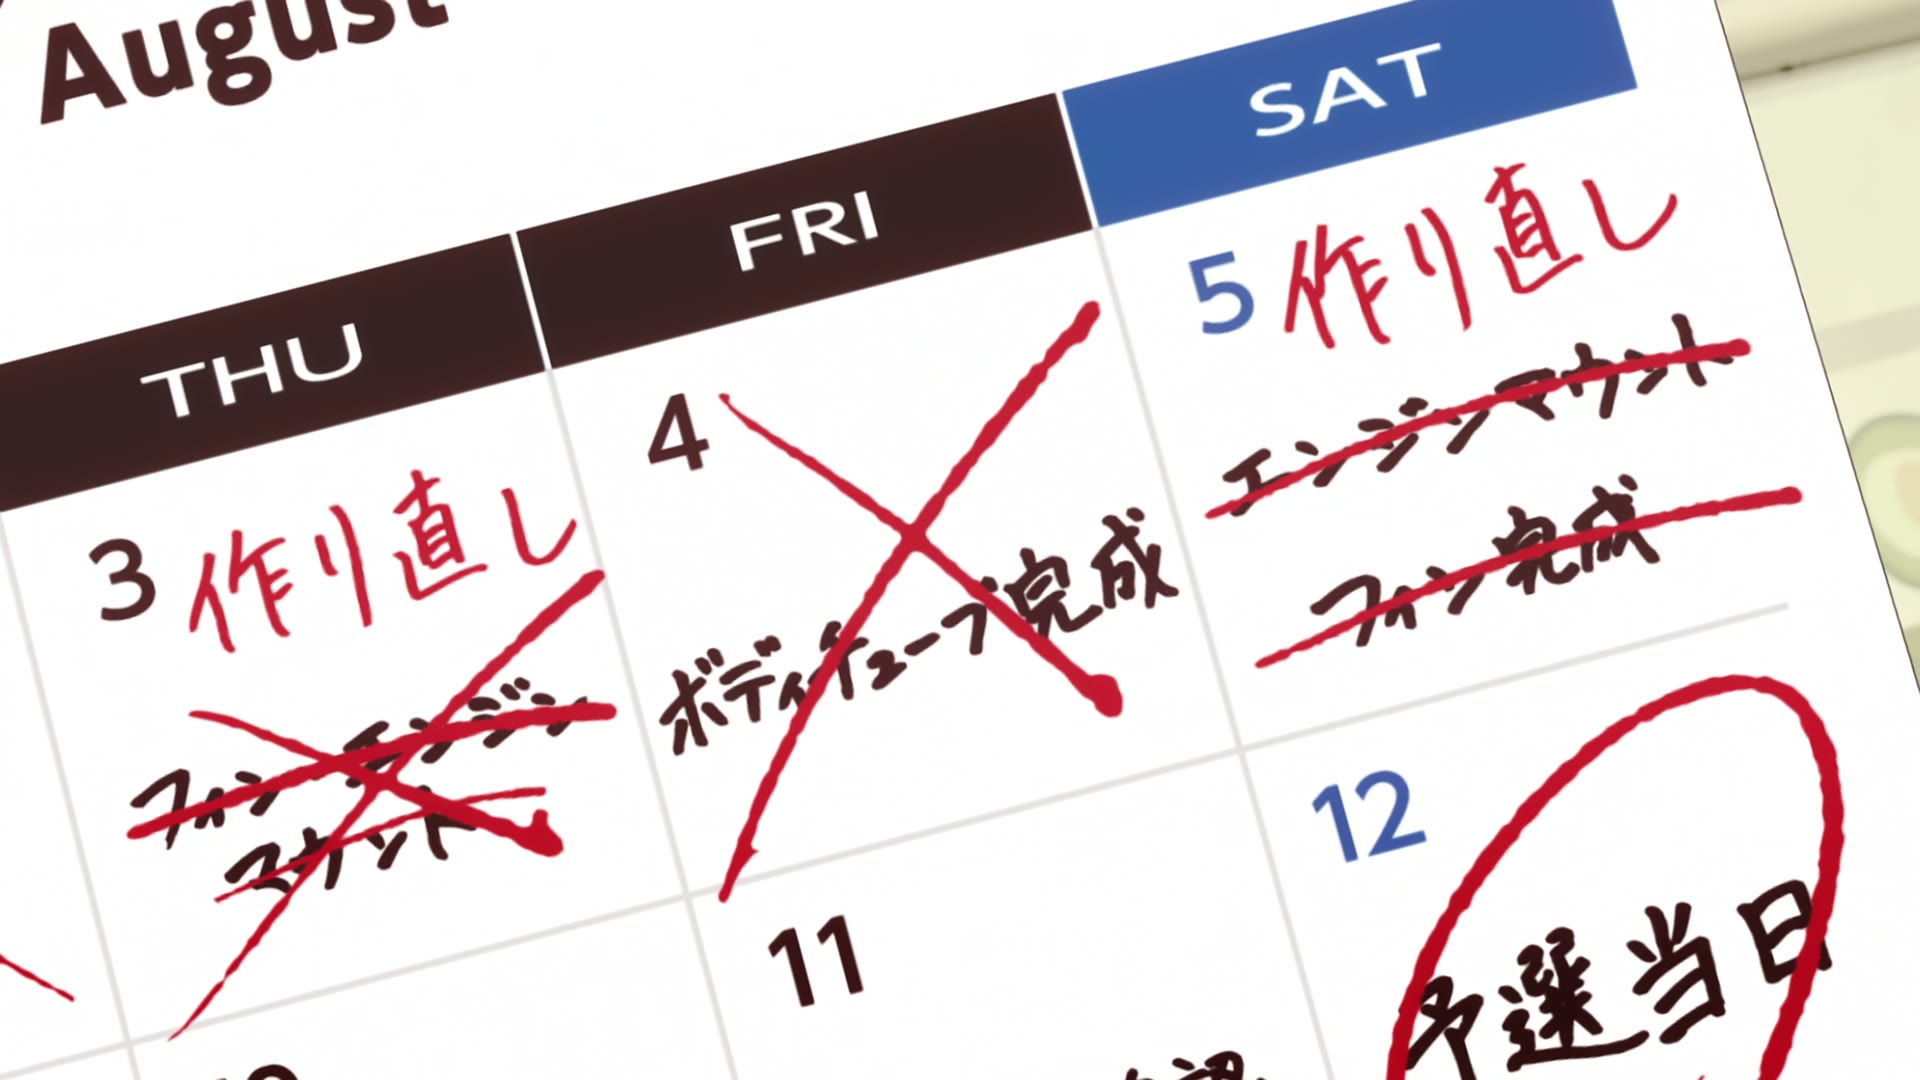 August
THU
FRI
SAT
3 作り直し
フィンエンジン
マウント
4
ボディチューブ完成
5 作り直し
エンジンマウント
フィン完成
11
12
予選当日